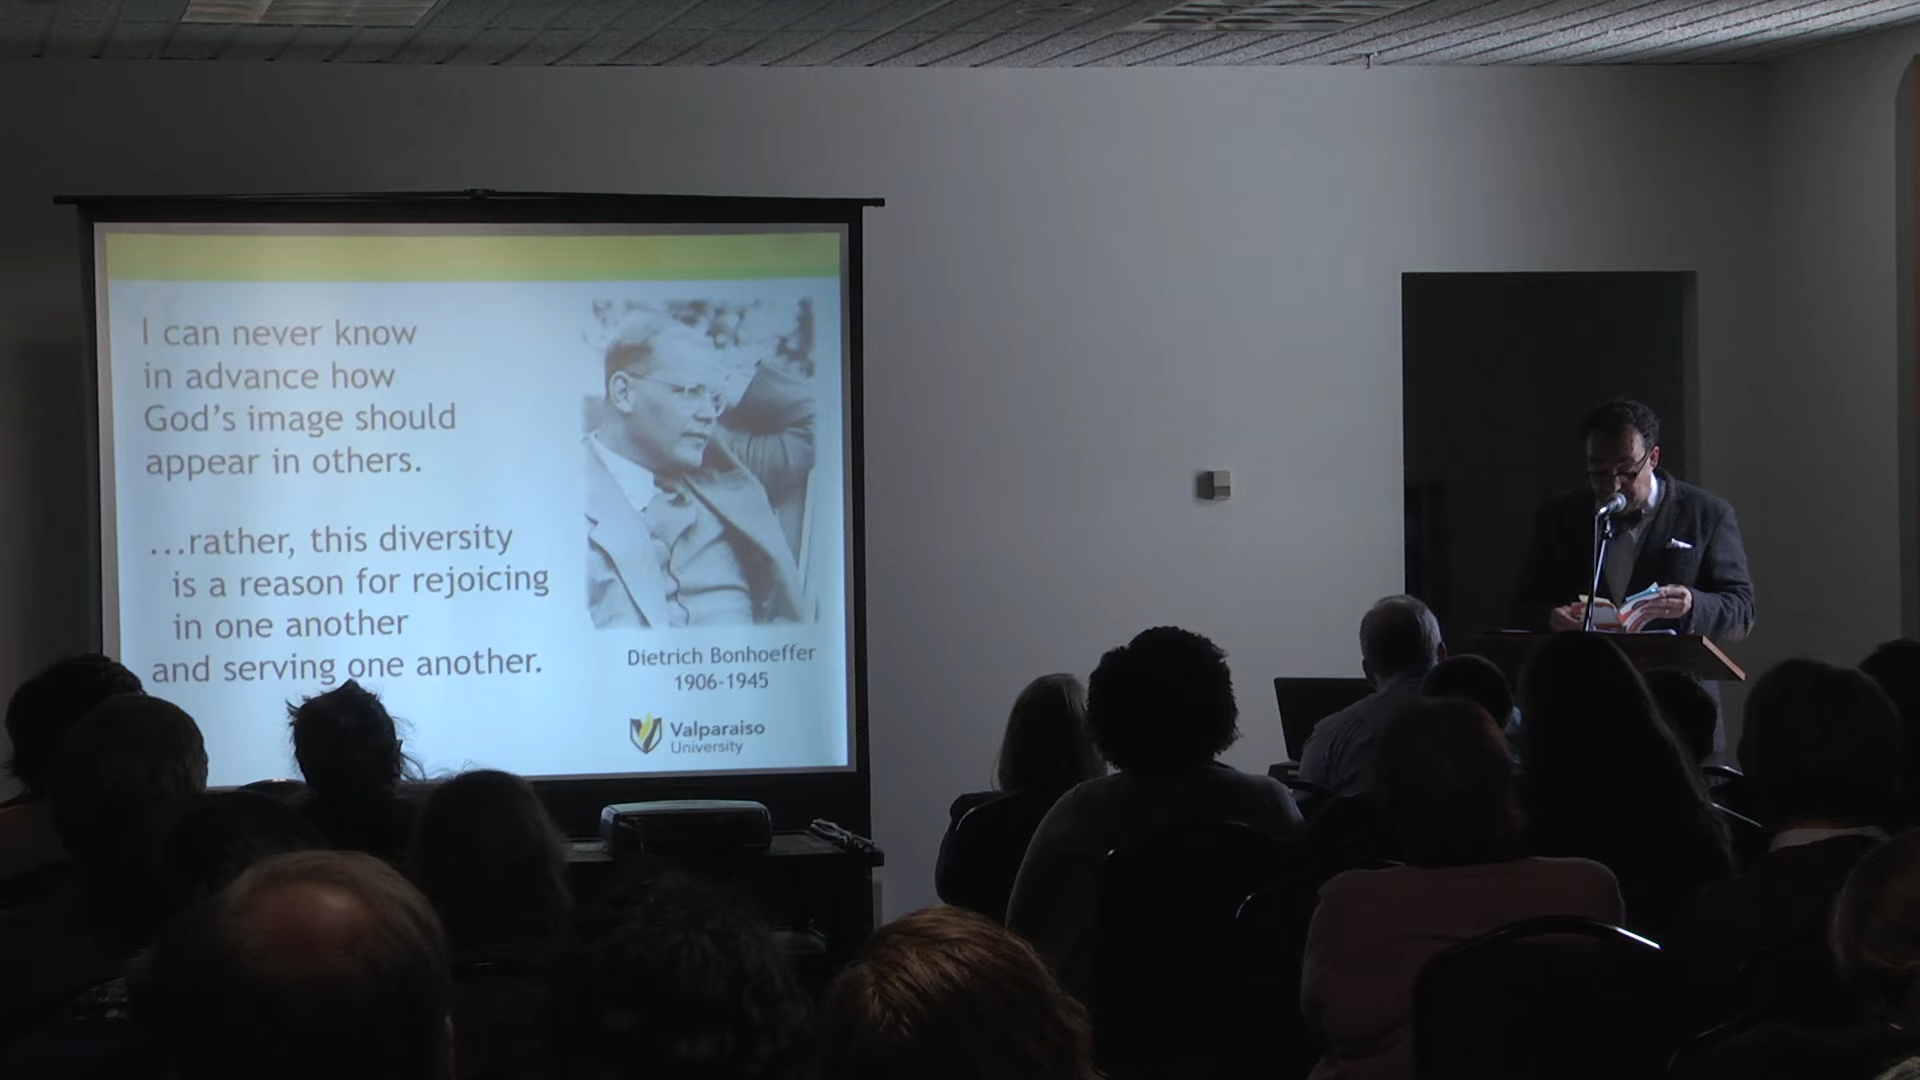 I can never know
in advance how
God's image should
appear in others.
...rather, this diversity
is a reason for rejoicing
in one another
and serving one another.
Dietrich Bonhoeffer
1906-1945
Valparaiso
University